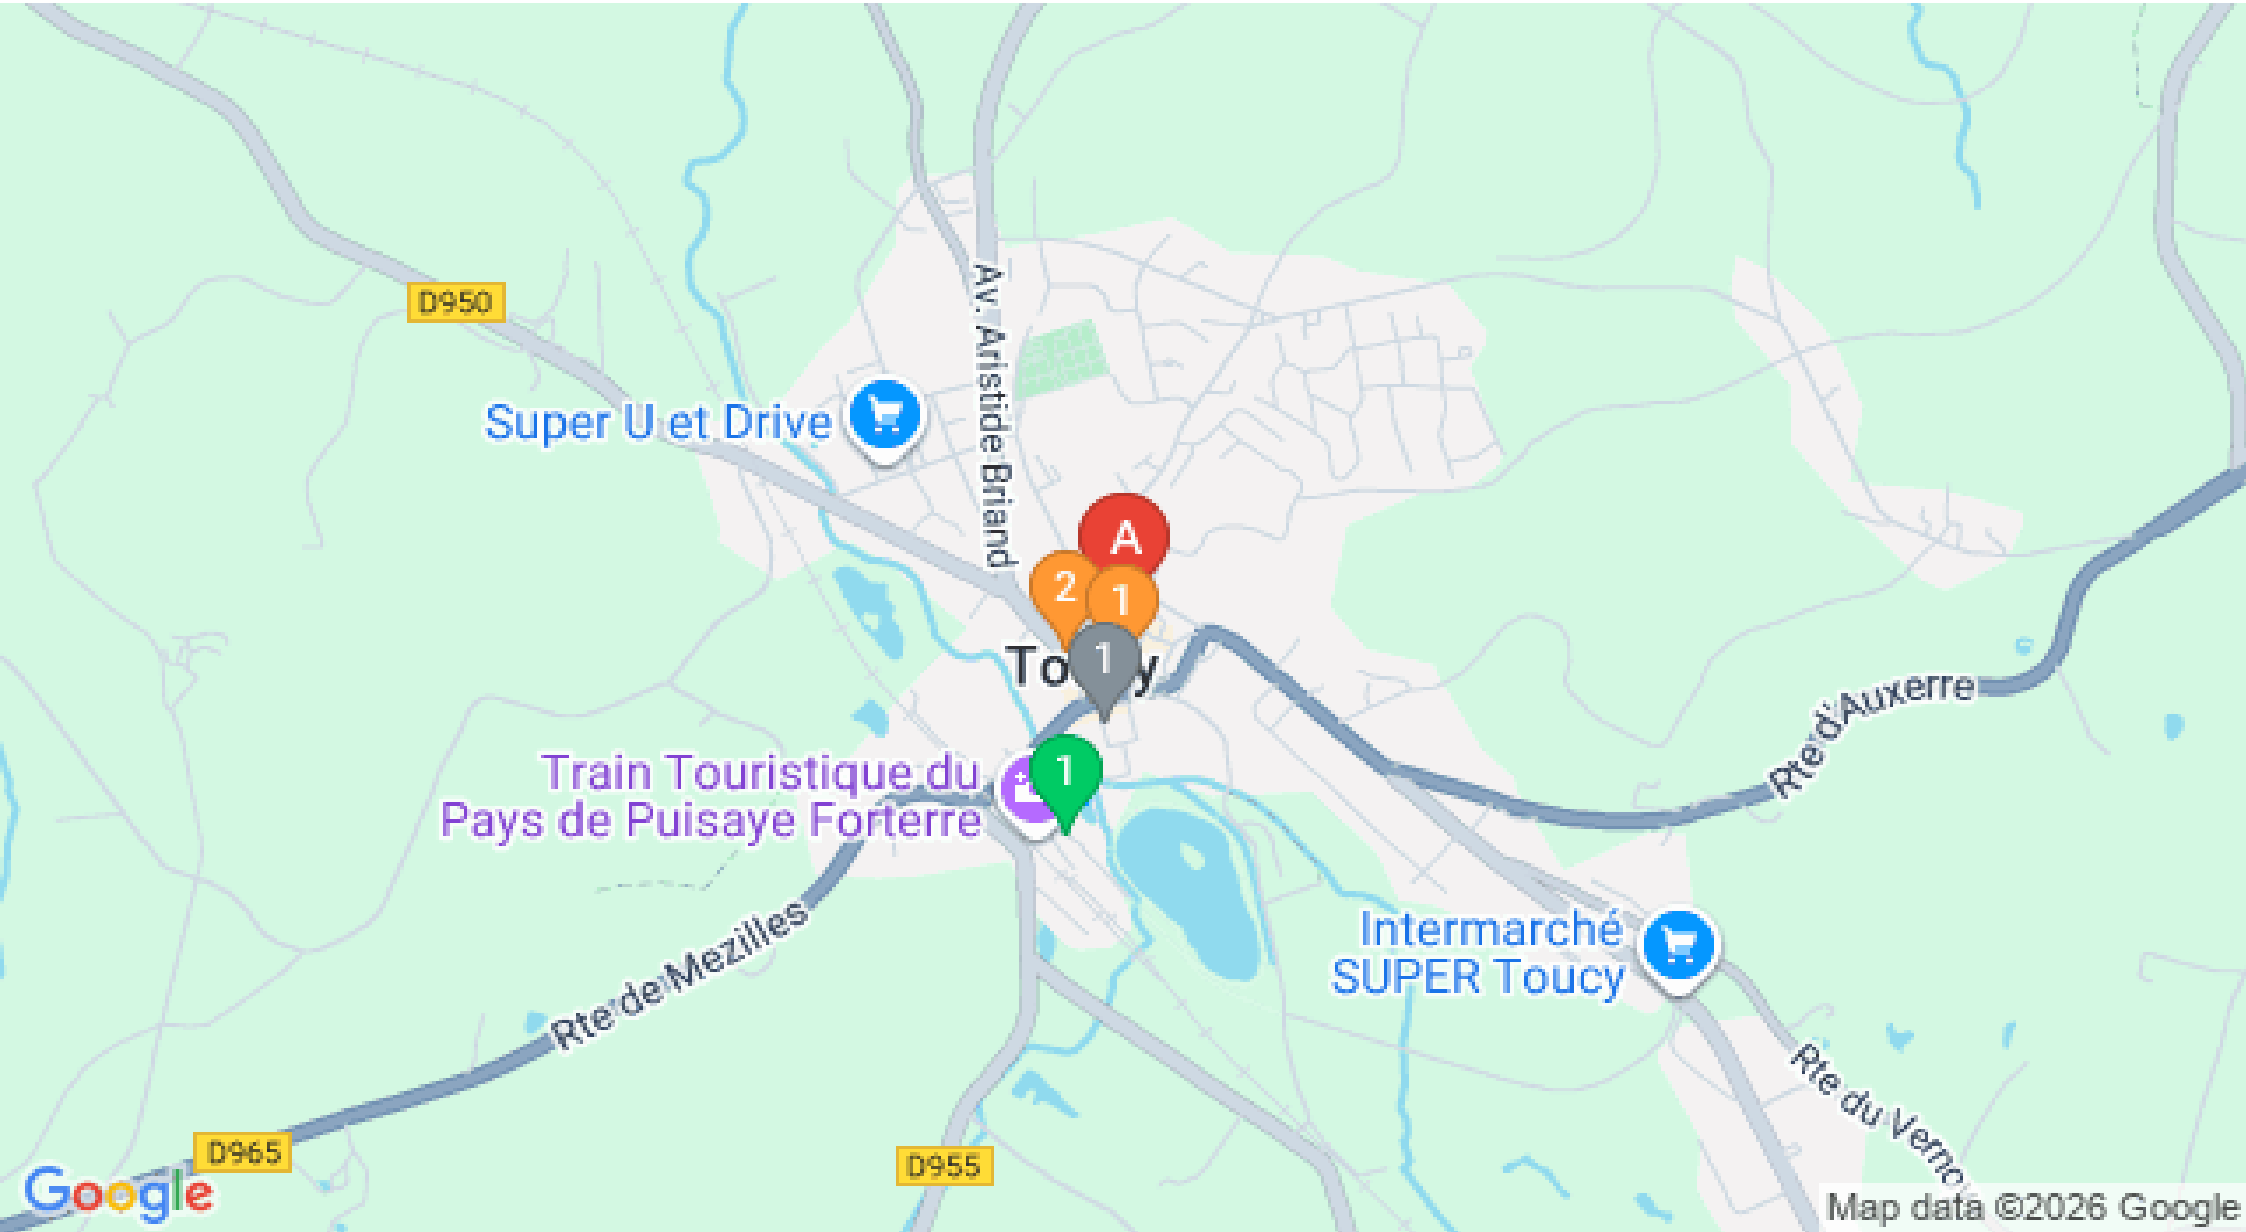 D950
Av. Aristide Briand
Super U et Drive
A
2
1
1
Rte d'Auxerre
1
Train Touristique du
Pays de Puisaye Forterre
Intermarché
SUPER Toucy
Rte de Mezilles
Rte du Verno
D965
D955
Google
Map data ©2026 Google